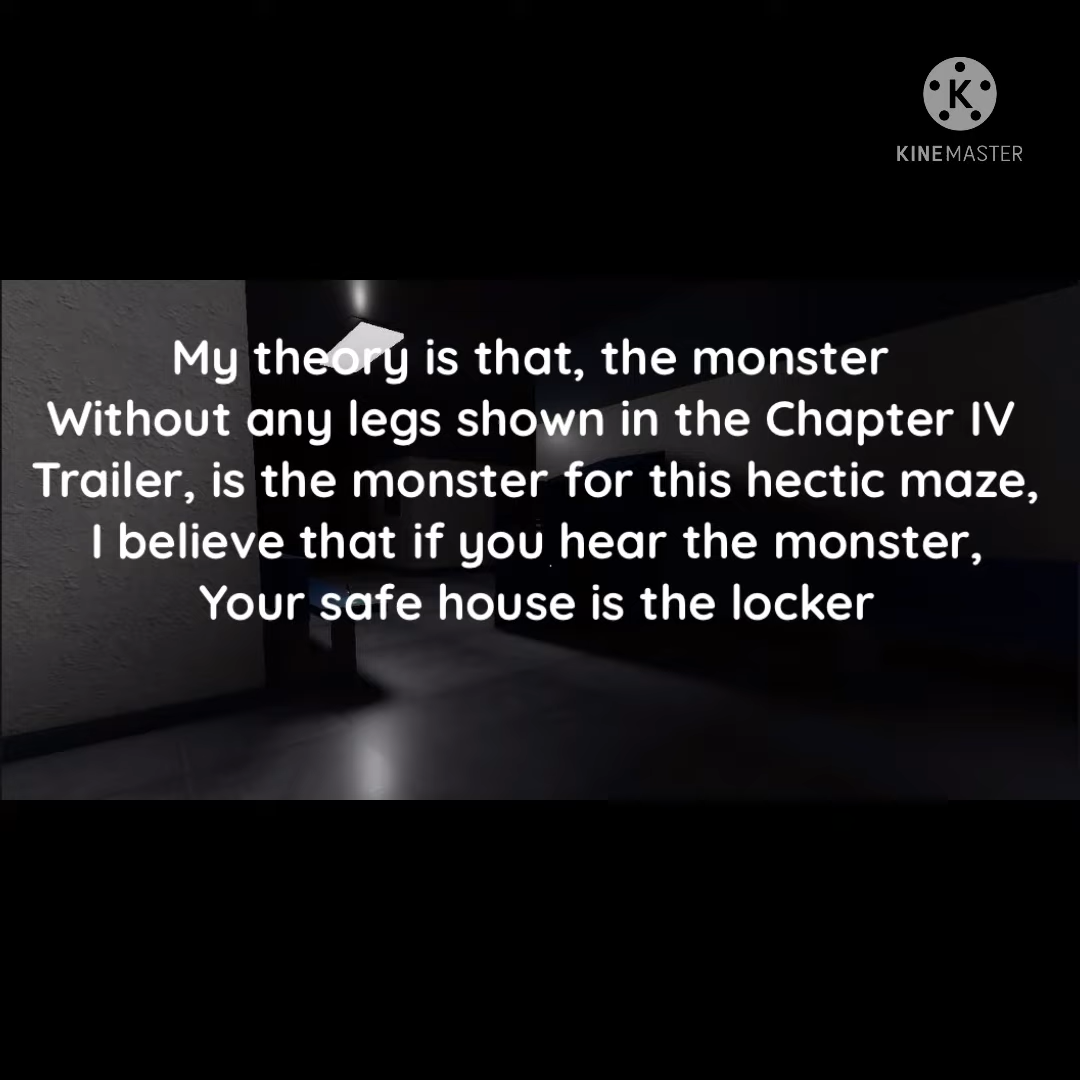 K
KINEMASTER
My theory is that, the monster
Without any legs shown in the Chapter IV
Trailer, is the monster for this hectic maze,
I believe that if you hear the monster,
Your safe house is the locker